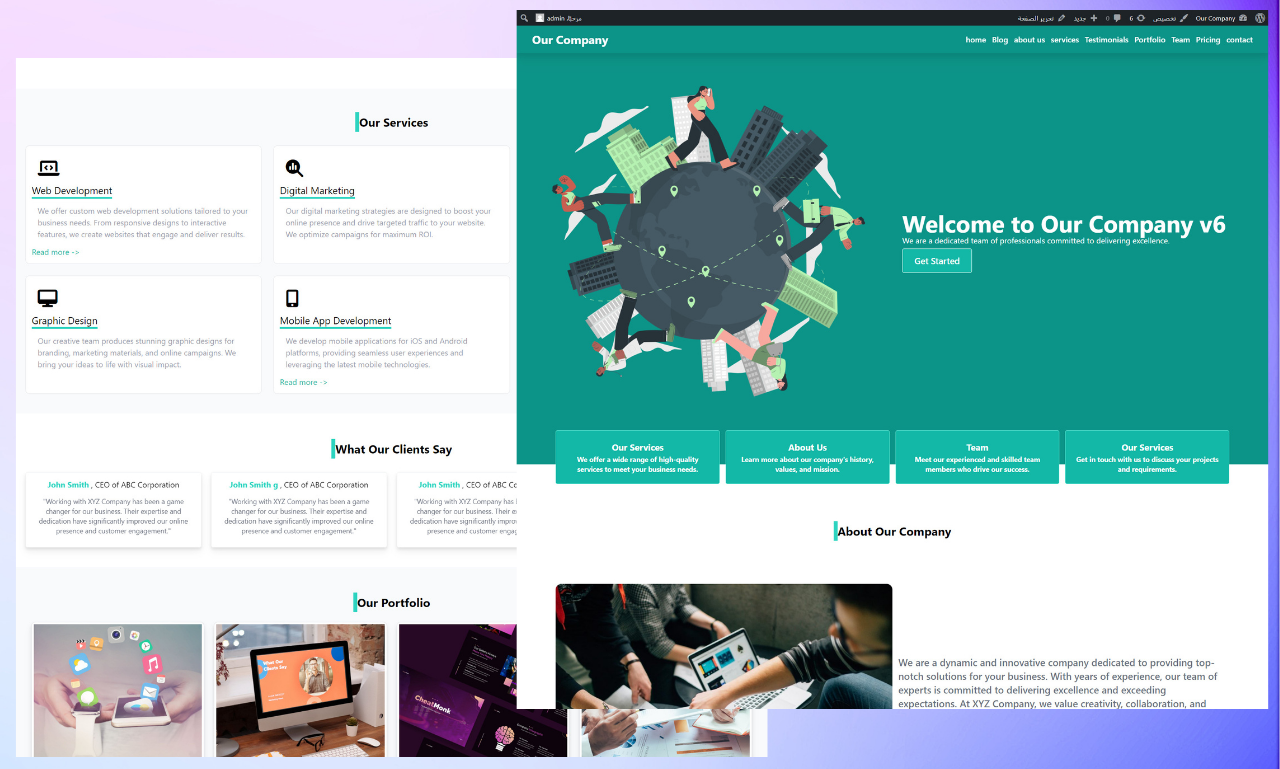 Our Services
Web Development
We offer custom web development solutions tailored to your
business needs. From responsive designs to interactive
features, we create websites that engage and deliver results.
Read more ->
Digital Marketing
Our digital marketing strategies are designed to boost your
online presence and drive targeted traffic to your website.
We optimize campaigns for maximum ROI.
Graphic Design
Our creative team produces stunning graphic designs for
branding, marketing materials, and online campaigns. We
bring your ideas to life with visual impact.
Mobile App Development
We develop mobile applications for iOS and Android
platforms, providing seamless user experiences and
leveraging the latest mobile technologies.
Read more ->
What Our Clients Say
John Smith , CEO of ABC Corporation
"Working with XYZ Company has been a game
changer for our business. Their expertise and
dedication have significantly improved our online
presence and customer engagement."
John Smith g , CEO of ABC Corporation
"Working with XYZ Company has been a game
changer for our business. Their expertise and
dedication have significantly improved our online
presence and customer engagement."
John Smith , CEO of ABC
"Working with XYZ Company has
changer for our business. Their
dedication have significantly
presence and customer
Our Portfolio
What Our
Clients Say
CheatMonk
مرحبًا، admin
Our Company تخصيص 6 0 جديد تحرير الصفحة
Our Company
home Blog about us services Testimonials Portfolio Team Pricing contact
Welcome to Our Company v6
We are a dedicated team of professionals committed to delivering excellence.
Get Started
Our Services
We offer a wide range of high-quality
services to meet your business needs.
About Us
Learn more about our company's history,
values, and mission.
Team
Meet our experienced and skilled team
members who drive our success.
Our Services
Get in touch with us to discuss your projects
and requirements.
About Our Company
We are a dynamic and innovative company dedicated to providing top-
notch solutions for your business. With years of experience, our team of
experts is committed to delivering excellence and exceeding
expectations. At XYZ Company, we value creativity, collaboration, and